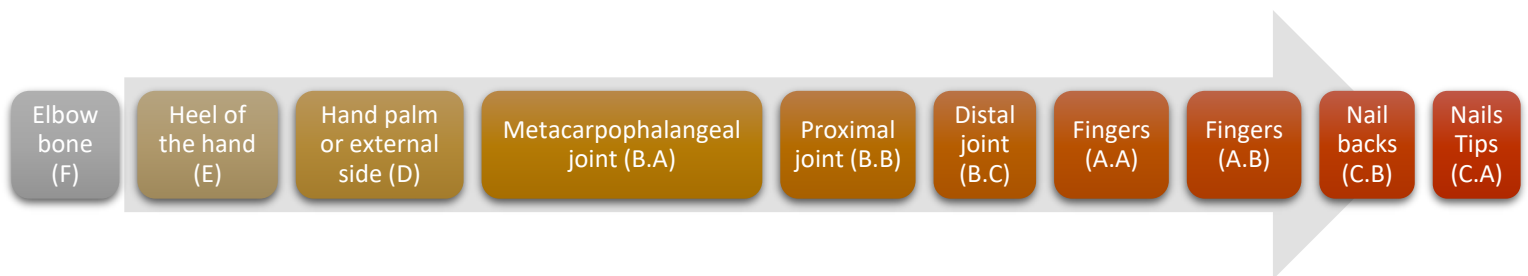 Elbow
bone
(F)
Heel of
the hand
(E)
Hand palm
or external
side (D)
Metacarpophalangeal
joint (B.A)
Proximal
joint (B.B)
Distal
joint
(B.C)
Fingers
(A.A)
Fingers
(A.B)
Nail
backs
(C.B)
Nails
Tips
(C.A)